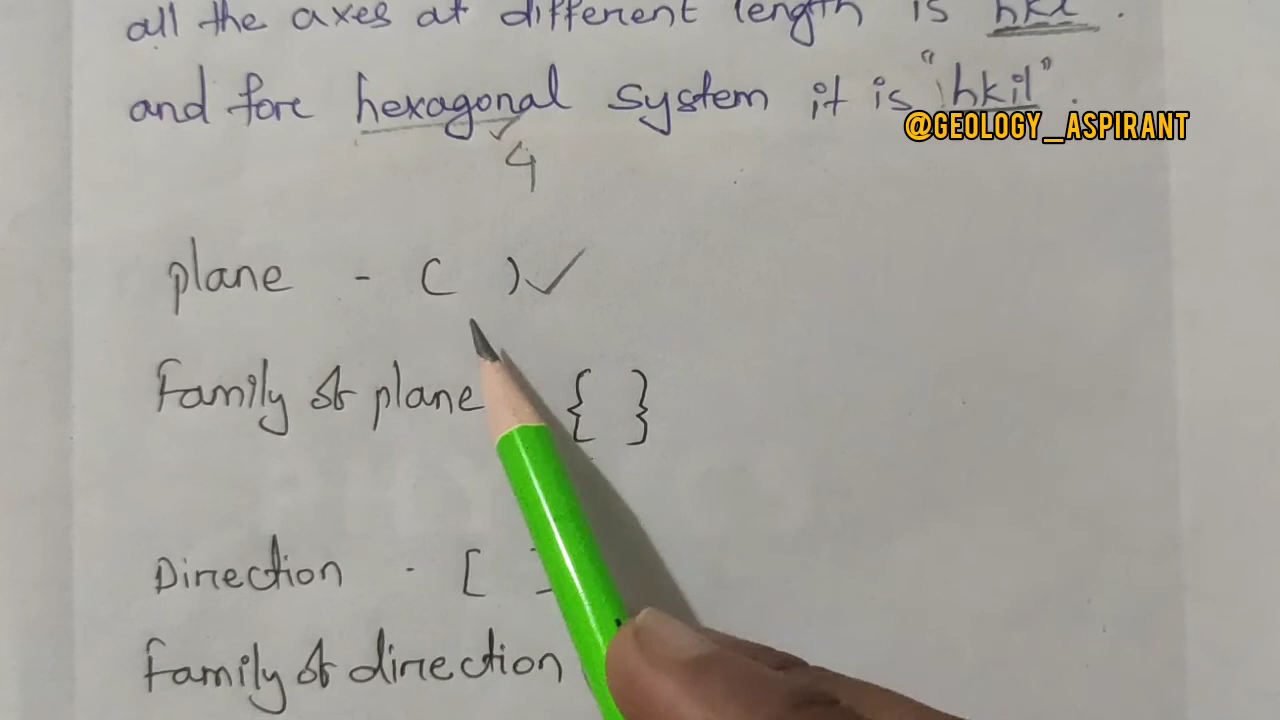 all the axes at different length is hkl .
and fore hexagonal system it is "hkil".
@GEOLOGY_ASPIRANT
4
plane - ( ) ✓
Family of plane { }
Direction - [ ]
Family of direction